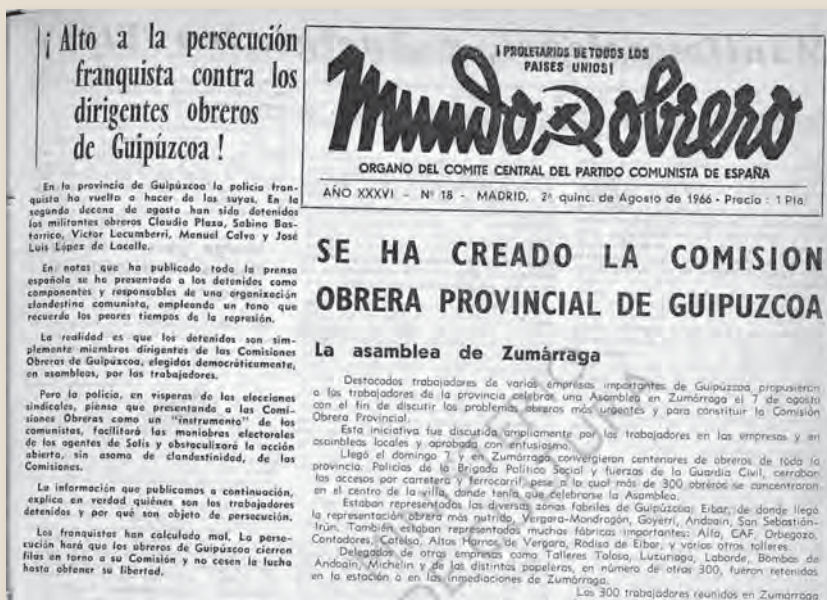 ¡ Alto a la persecución
franquista contra los
dirigentes obreros
de Guipúzcoa !
En la provincia de Guipúzcoa la policía fran-
quista ha vuelto a hacer de las suyas. En la
segunda decena de agosto han sido detenidos
los militantes obreros Claudio Plaza, Sabino Bas-
tarrica, Víctor Lecumberri, Manuel Calvo y José
Luis López de Lacalle.
En notas que ha publicado toda la prensa
española se ha presentado a los detenidos como
componentes y responsables de una organización
clandestina comunista, empleando un tono que
recuerda los peores tiempos de la represión.
La realidad es que los detenidos son sim-
plemente miembros dirigentes de las Comisiones
Obreras de Guipúzcoa, elegidos democráticamente,
en asambleas, por los trabajadores.
Pero la policía, en vísperas de las elecciones
sindicales, piensa que presentando a las Comi-
siones Obreras como un "instrumento" de los
comunistas, facilitará las maniobras electorales
de los agentes de Solís y obstaculizará la acción
abierta, sin asomo de clandestinidad, de las
Comisiones.
La información que publicamos a continuación,
explica en verdad quiénes son los trabajadores
detenidos y por qué son objeto de persecución.
Los franquistas han calculado mal. La perse-
cución hará que los obreros de Guipúzcoa cierren
filas en torno a su Comisión y no cesen la lucha
hasta obtener su libertad.
¡ PROLETARIOS DE TODOS LOS
PAISES UNIOS!
mundo obrero
ORGANO DEL COMITE CENTRAL DEL PARTIDO COMUNISTA DE ESPAÑA
AÑO XXXVI - Nº 18 - MADRID, 2ª quinc. de Agosto de 1966 - Precio : 1 Pta.
SE HA CREADO LA COMISION
OBRERA PROVINCIAL DE GUIPUZCOA
La asamblea de Zumárraga
Destacados trabajadores de varias empresas importantes de Guipúzcoa propusieron
a los trabajadores de la provincia celebrar una Asamblea en Zumárraga el 7 de agosto
con el fin de discutir los problemas obreros más urgentes y para constituir la Comisión
Obrera Provincial.
Esta iniciativa fue discutida ampliamente por los trabajadores en las empresas y en
asambleas locales y aprobada con entusiasmo.
Llegó el domingo 7 y en Zumárraga convergieron centenares de obreros de toda la
provincia. Policías de la Brigada Político Social y fuerzas de la Guardia Civil, cerraban
los accesos por carretera y ferrocarril, pese a lo cual más de 300 obreros se concentraron
en el centro de la villa, donde tenía que celebrarse la Asamblea.
Estaban representadas las diversas zonas fabriles de Guipúzcoa: Eibar, de donde llegó
la representación obrera más nutrida, Vergara-Mondragón, Goyerri, Andoain, San Sebastián-
Irún. También estaban representadas muchas fábricas importantes: Alfa, CAF, Orbegozo,
Contadores, Catelsa, Altos Hornos de Vergara, Rodisa de Eibar, y varios otros talleres.
Delegados de otras empresas como Talleres Tolosa, Luzuriaga, Laborde, Bombas de
Andoain, Michelin y de las distintas papeleras, en número de otros 300, fueron retenidos
en la estación o en las inmediaciones de Zumárraga.
Los 300 trabajadores reunidos en Zumárraga